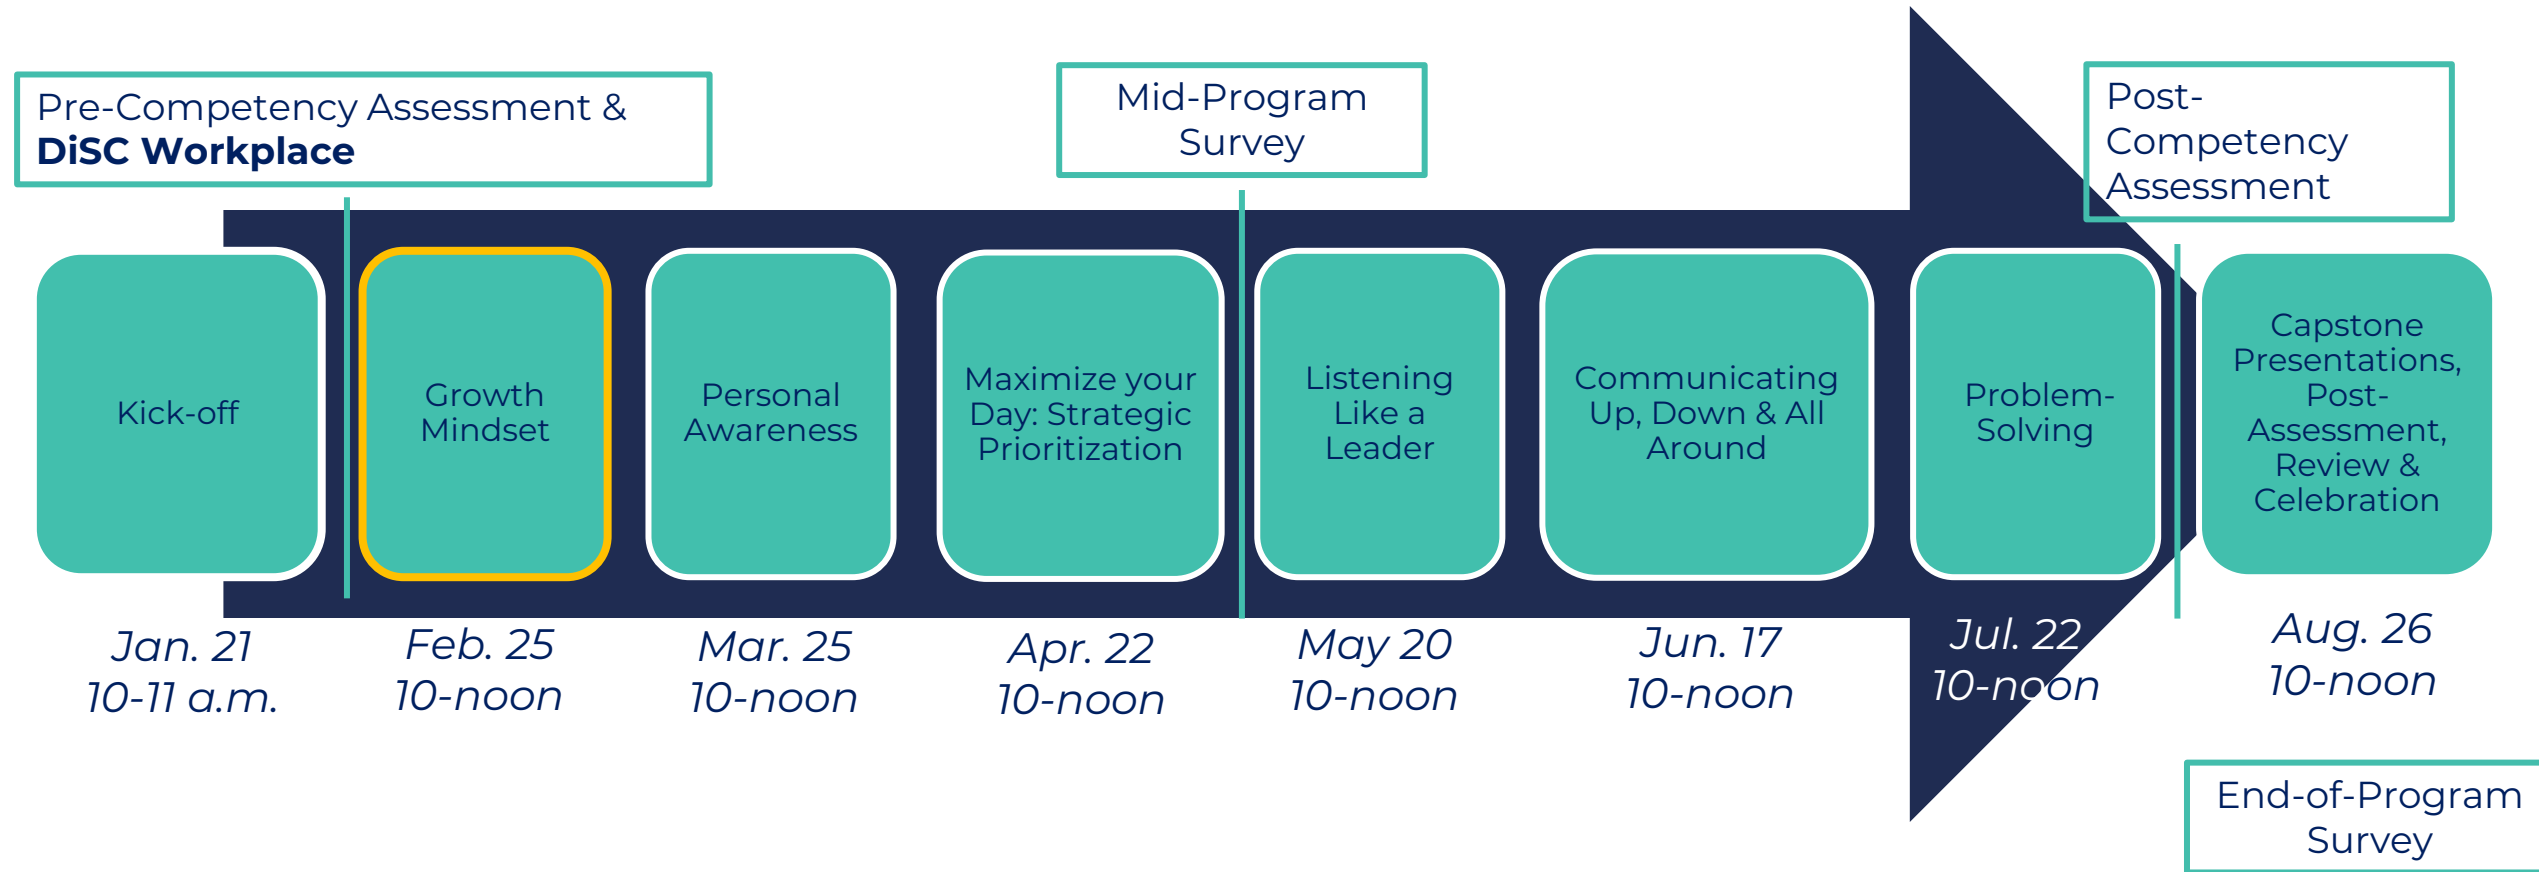 Pre-Competency Assessment &
DiSC Workplace
Mid-Program
Survey
Post-
Competency
Assessment
Kick-off
Growth
Mindset
Personal
Awareness
Maximize your
Day: Strategic
Prioritization
Listening
Like a
Leader
Communicating
Up, Down & All
Around
Problem-
Solving
Capstone
Presentations,
Post-
Assessment,
Review &
Celebration
Jan. 21
10-11 a.m.
Feb. 25
10-noon
Mar. 25
10-noon
Apr. 22
10-noon
May 20
10-noon
Jun. 17
10-noon
Jul. 22
10-noon
Aug. 26
10-noon
End-of-Program
Survey